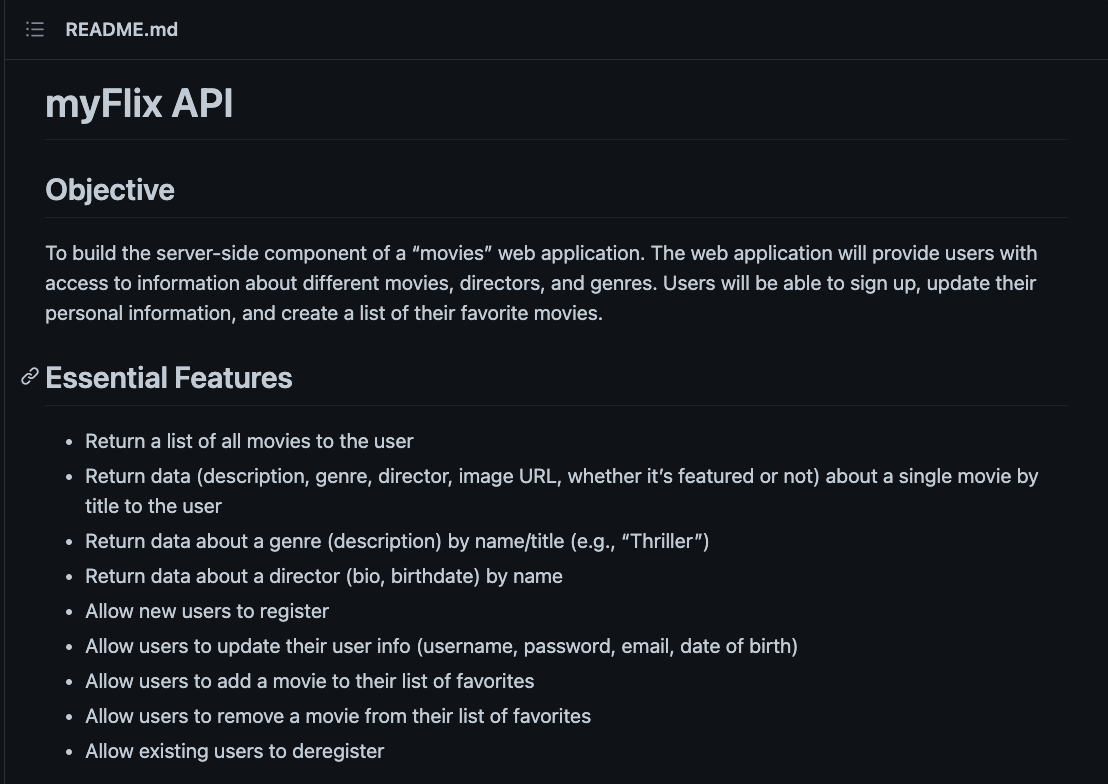 README.md
myFlix API
Objective
To build the server-side component of a “movies” web application. The web application will provide users with
access to information about different movies, directors, and genres. Users will be able to sign up, update their
personal information, and create a list of their favorite movies.
Essential Features
• Return a list of all movies to the user
• Return data (description, genre, director, image URL, whether it’s featured or not) about a single movie by
title to the user
• Return data about a genre (description) by name/title (e.g., “Thriller”)
• Return data about a director (bio, birthdate) by name
• Allow new users to register
• Allow users to update their user info (username, password, email, date of birth)
• Allow users to add a movie to their list of favorites
• Allow users to remove a movie from their list of favorites
• Allow existing users to deregister